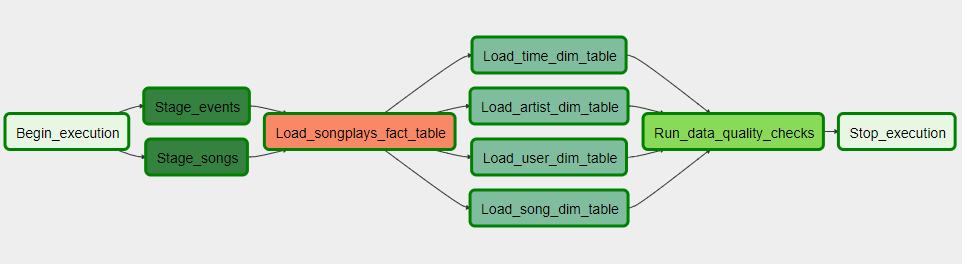 Begin_execution
Stage_events
Stage_songs
Load_songplays_fact_table
Load_time_dim_table
Load_artist_dim_table
Load_user_dim_table
Load_song_dim_table
Run_data_quality_checks
Stop_execution